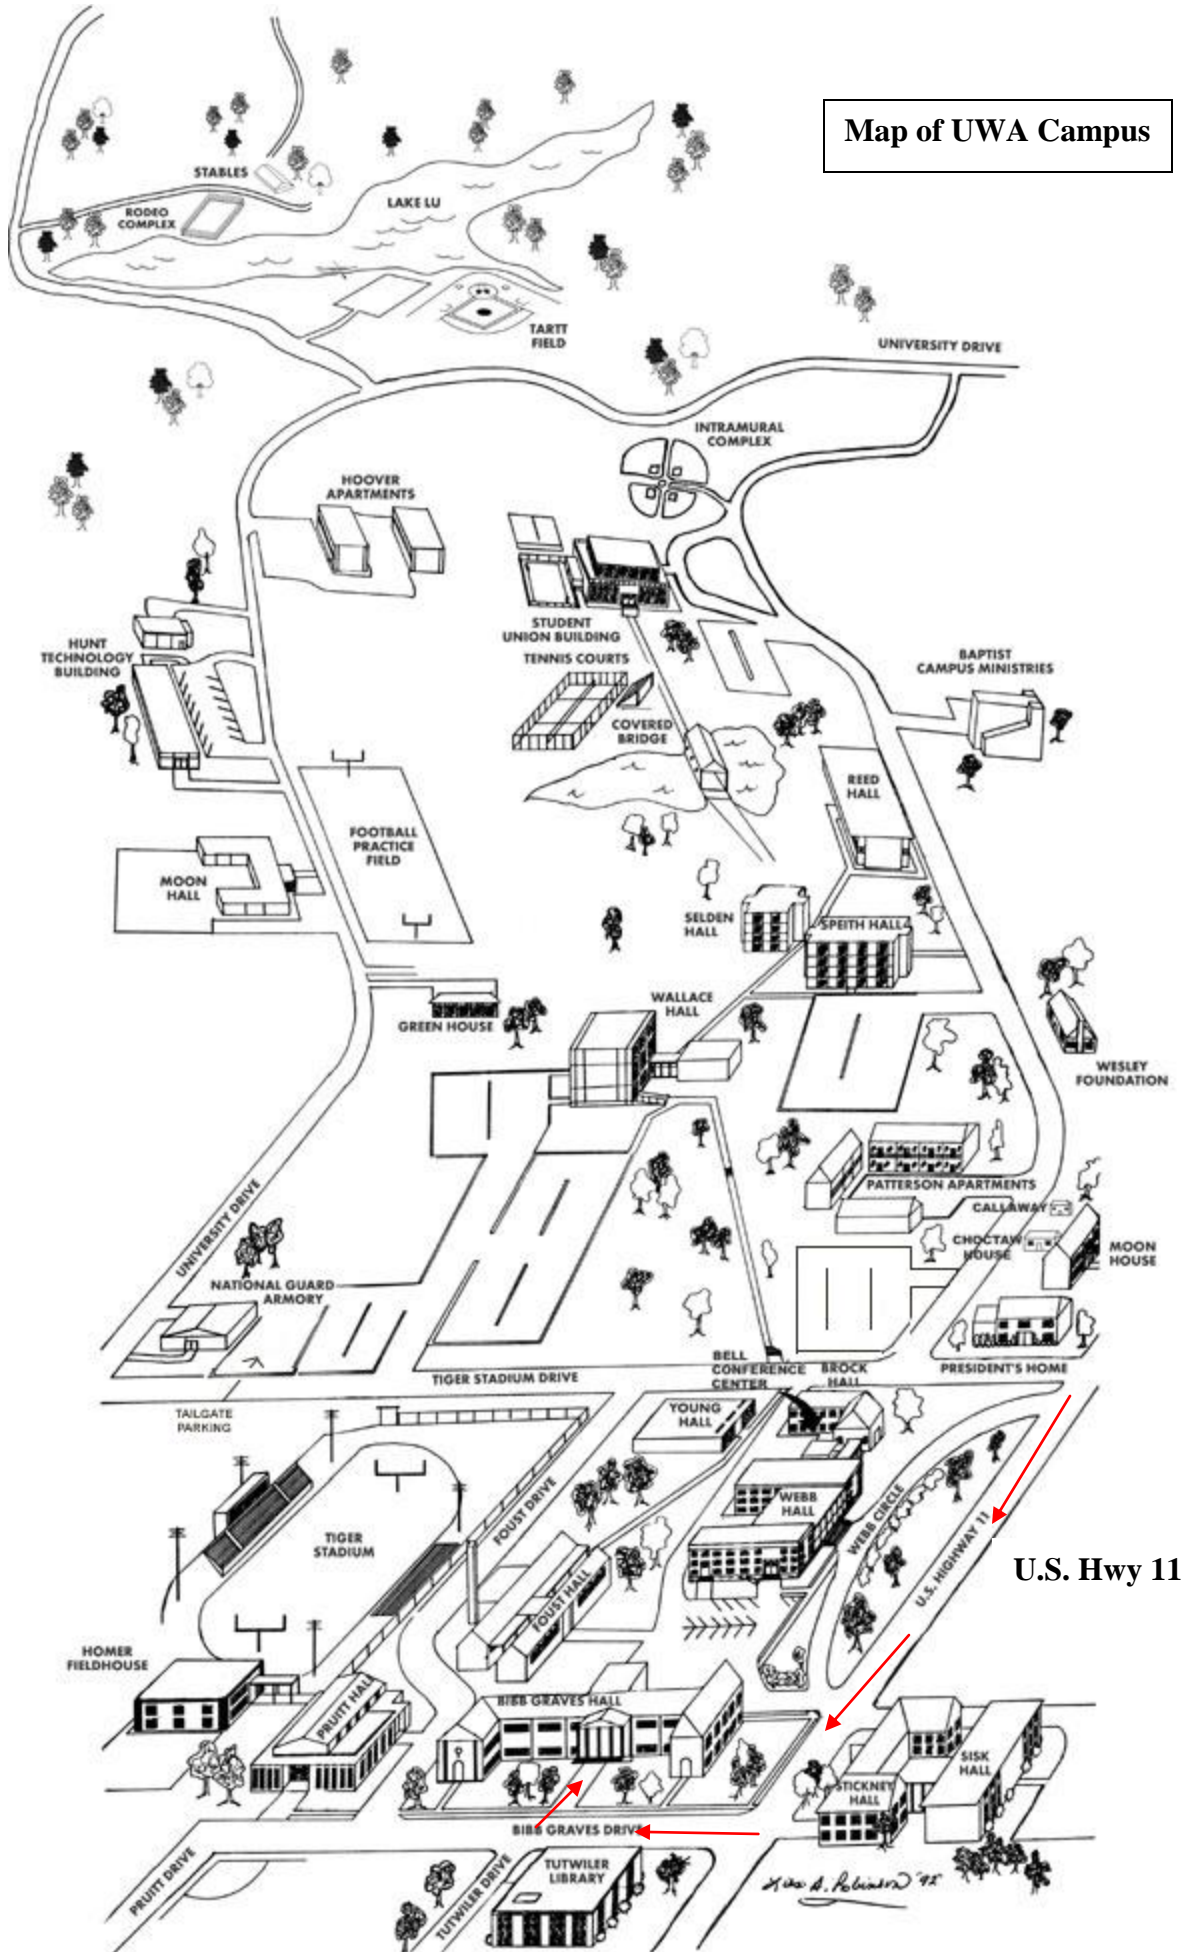 Map of UWA Campus
STABLES
LAKE LU
RODEO
COMPLEX
TARTT
FIELD
UNIVERSITY DRIVE
INTRAMURAL
COMPLEX
HOOVER
APARTMENTS
STUDENT
UNION BUILDING
HUNT
TECHNOLOGY
BUILDING
TENNIS COURTS
BAPTIST
CAMPUS MINISTRIES
COVERED
BRIDGE
REED
HALL
FOOTBALL
PRACTICE
FIELD
MOON
HALL
SELDEN
HALL
SPEITH HALL
WALLACE
HALL
GREEN HOUSE
WESLEY
FOUNDATION
PATTERSON APARTMENTS
CALLAWAY
UNIVERSITY DRIVE
CHOCTAW
HOUSE
MOON
HOUSE
NATIONAL GUARD
ARMORY
BELL
CONFERENCE
CENTER
BROCK
HALL
PRESIDENT'S HOME
TIGER STADIUM DRIVE
TAILGATE
PARKING
YOUNG
HALL
FOUST DRIVE
WEBB
HALL
WEBB CIRCLE
TIGER
STADIUM
U.S. HIGHWAY 11
U.S. Hwy 11
FOUST HALL
HOMER
FIELDHOUSE
PRUITT HALL
BIBB GRAVES HALL
SISK
HALL
STICKNEY
HALL
BIBB GRAVES DRIVE
PRUITT DRIVE
TUTWILER DRIVE
TUTWILER
LIBRARY
A. Robinson '95